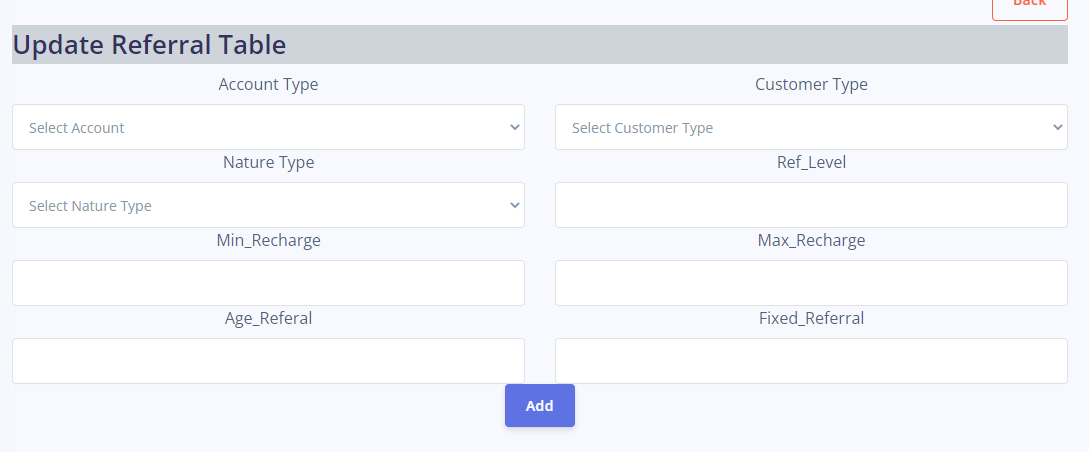 Back
Update Referral Table
Account Type Customer Type
Select Account Select Customer Type
Nature Type Ref_Level
Select Nature Type
Min_Recharge Max_Recharge
Age_Referal Fixed_Referral
Add